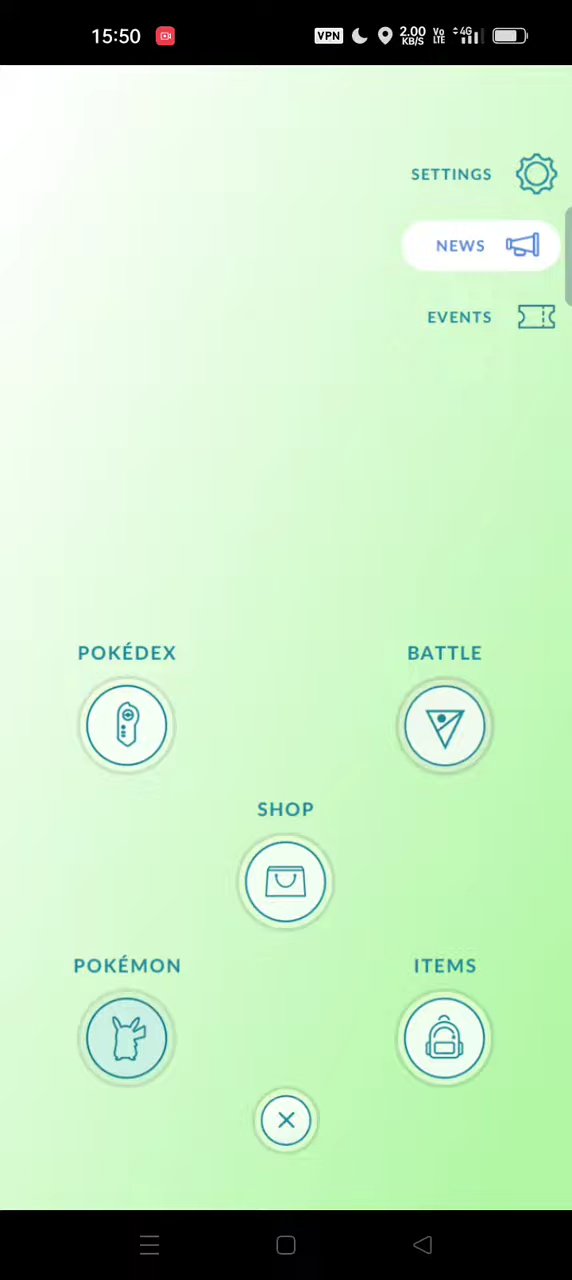 15:50
VPN
2.00
KB/S
Vo
LTE
4G
SETTINGS
NEWS
EVENTS
POKÉDEX
BATTLE
SHOP
POKÉMON
ITEMS